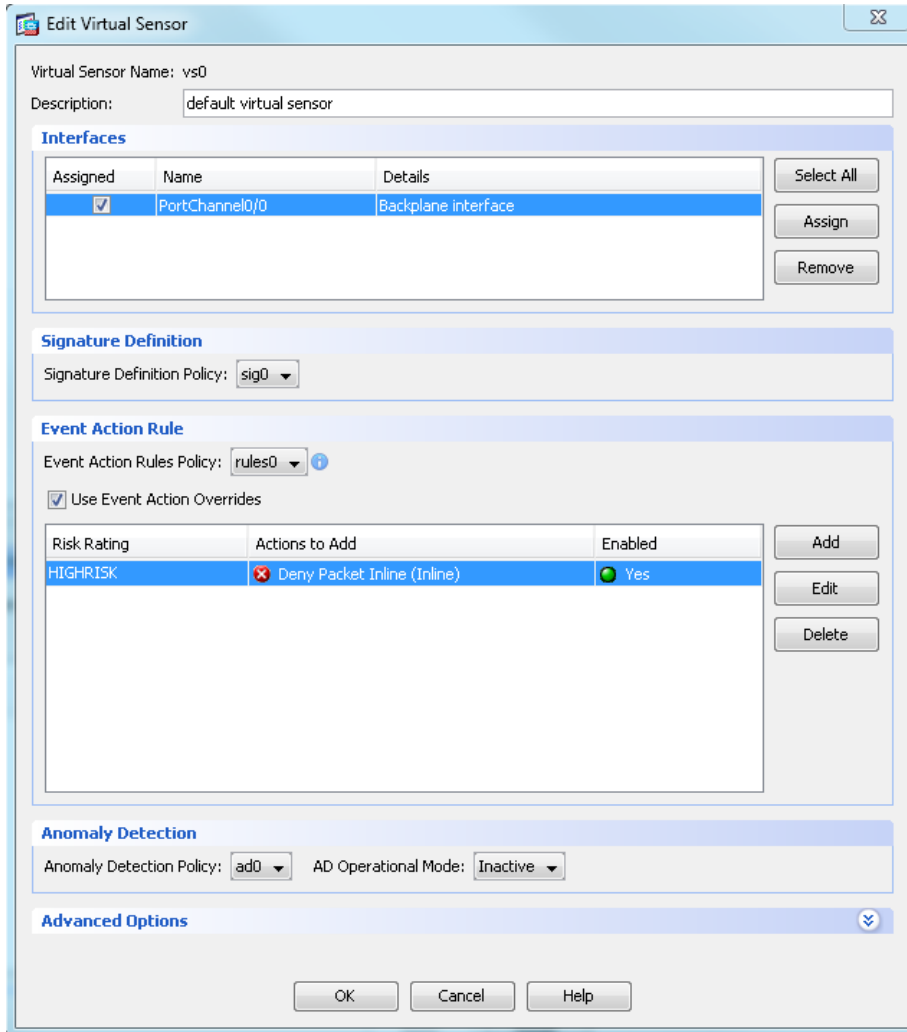 Edit Virtual Sensor
Virtual Sensor Name: vs0
Description: default virtual sensor
Interfaces
Assigned Name Details
PortChannel0/0 Backplane interface
Select All
Assign
Remove
Signature Definition
Signature Definition Policy: sig0
Event Action Rule
Event Action Rules Policy: rules0
Use Event Action Overrides
Risk Rating Actions to Add Enabled
HIGHRISK Deny Packet Inline (Inline) Yes
Add
Edit
Delete
Anomaly Detection
Anomaly Detection Policy: ad0 AD Operational Mode: Inactive
Advanced Options
OK Cancel Help